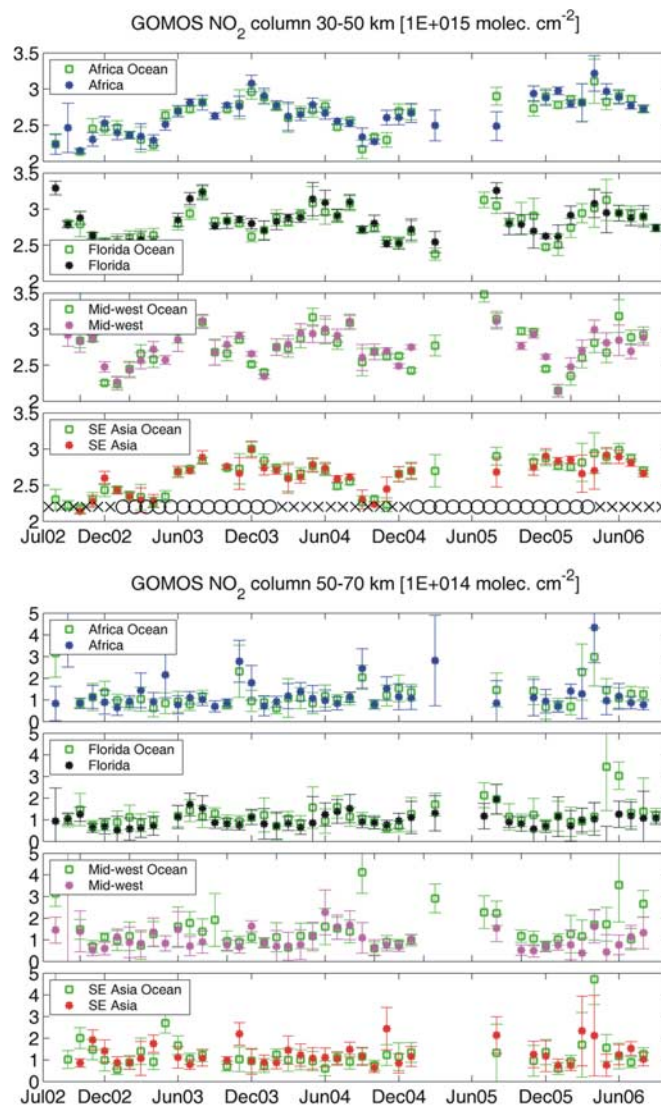 GOMOS NO₂ column 30-50 km [1E+015 molec. cm⁻²]
3.5
Africa Ocean
Africa
3
2.5
2
3.5
3
2.5
Florida Ocean
Florida
2
3.5
Mid-west Ocean
Mid-west
3
2.5
2
3.5
SE Asia Ocean
SE Asia
3
2.5
2
Jul02 Dec02 Jun03 Dec03 Jun04 Dec04 Jun05 Dec05 Jun06
GOMOS NO₂ column 50-70 km [1E+014 molec. cm⁻²]
5
Africa Ocean
4
Africa
3
2
1
0
5
Florida Ocean
4
Florida
3
2
1
0
5
Mid-west Ocean
4
Mid-west
3
2
1
0
5
SE Asia Ocean
4
SE Asia
3
2
1
0
Jul02 Dec02 Jun03 Dec03 Jun04 Dec04 Jun05 Dec05 Jun06